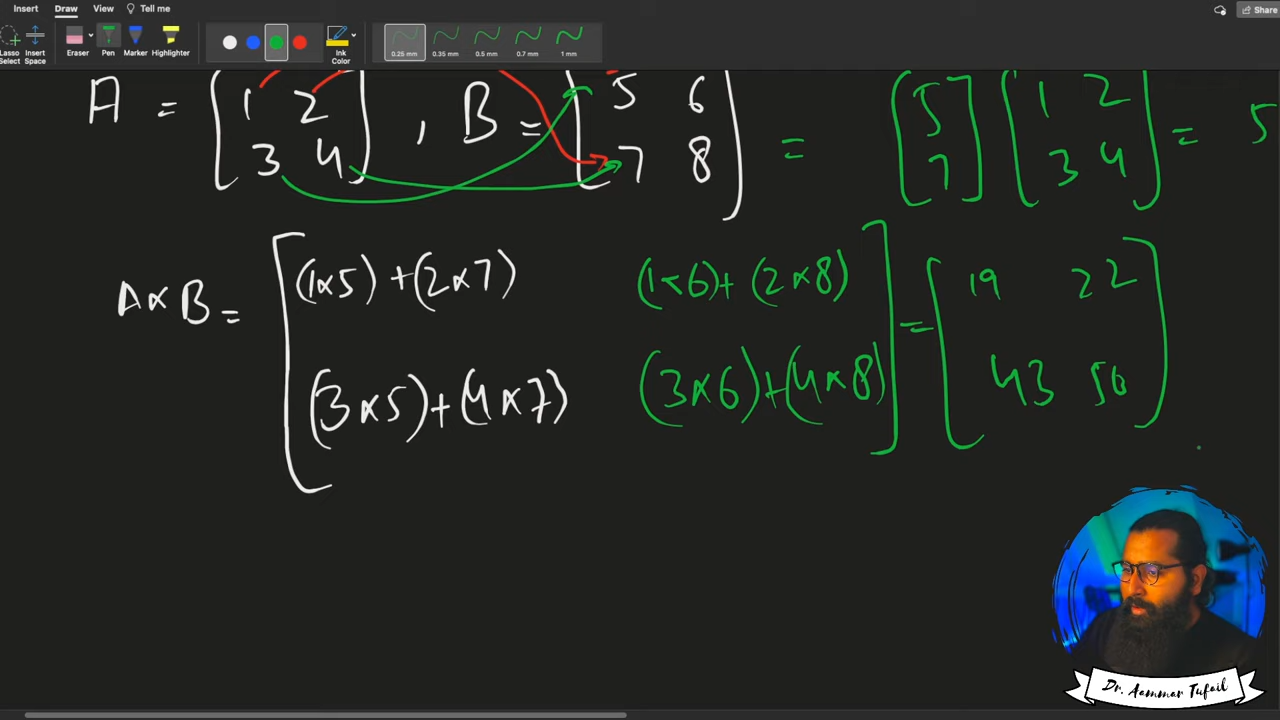 Insert Draw View Tell me Share
Lasso Select Insert Space Eraser Pen Marker Highlighter Ink Color 0.25 mm 0.35 mm 0.5 mm 0.7 mm 1 mm
A = [1 2 , B = [5 6 = [5 [1 2 = 5
3 4] 7 8] 7] 3 4]
A×B = [(1×5)+(2×7) (1×6)+(2×8)] = [19 22]
(3×5)+(4×7) (3×6)+(4×8) 43 50
Dr. Aammar Tufail